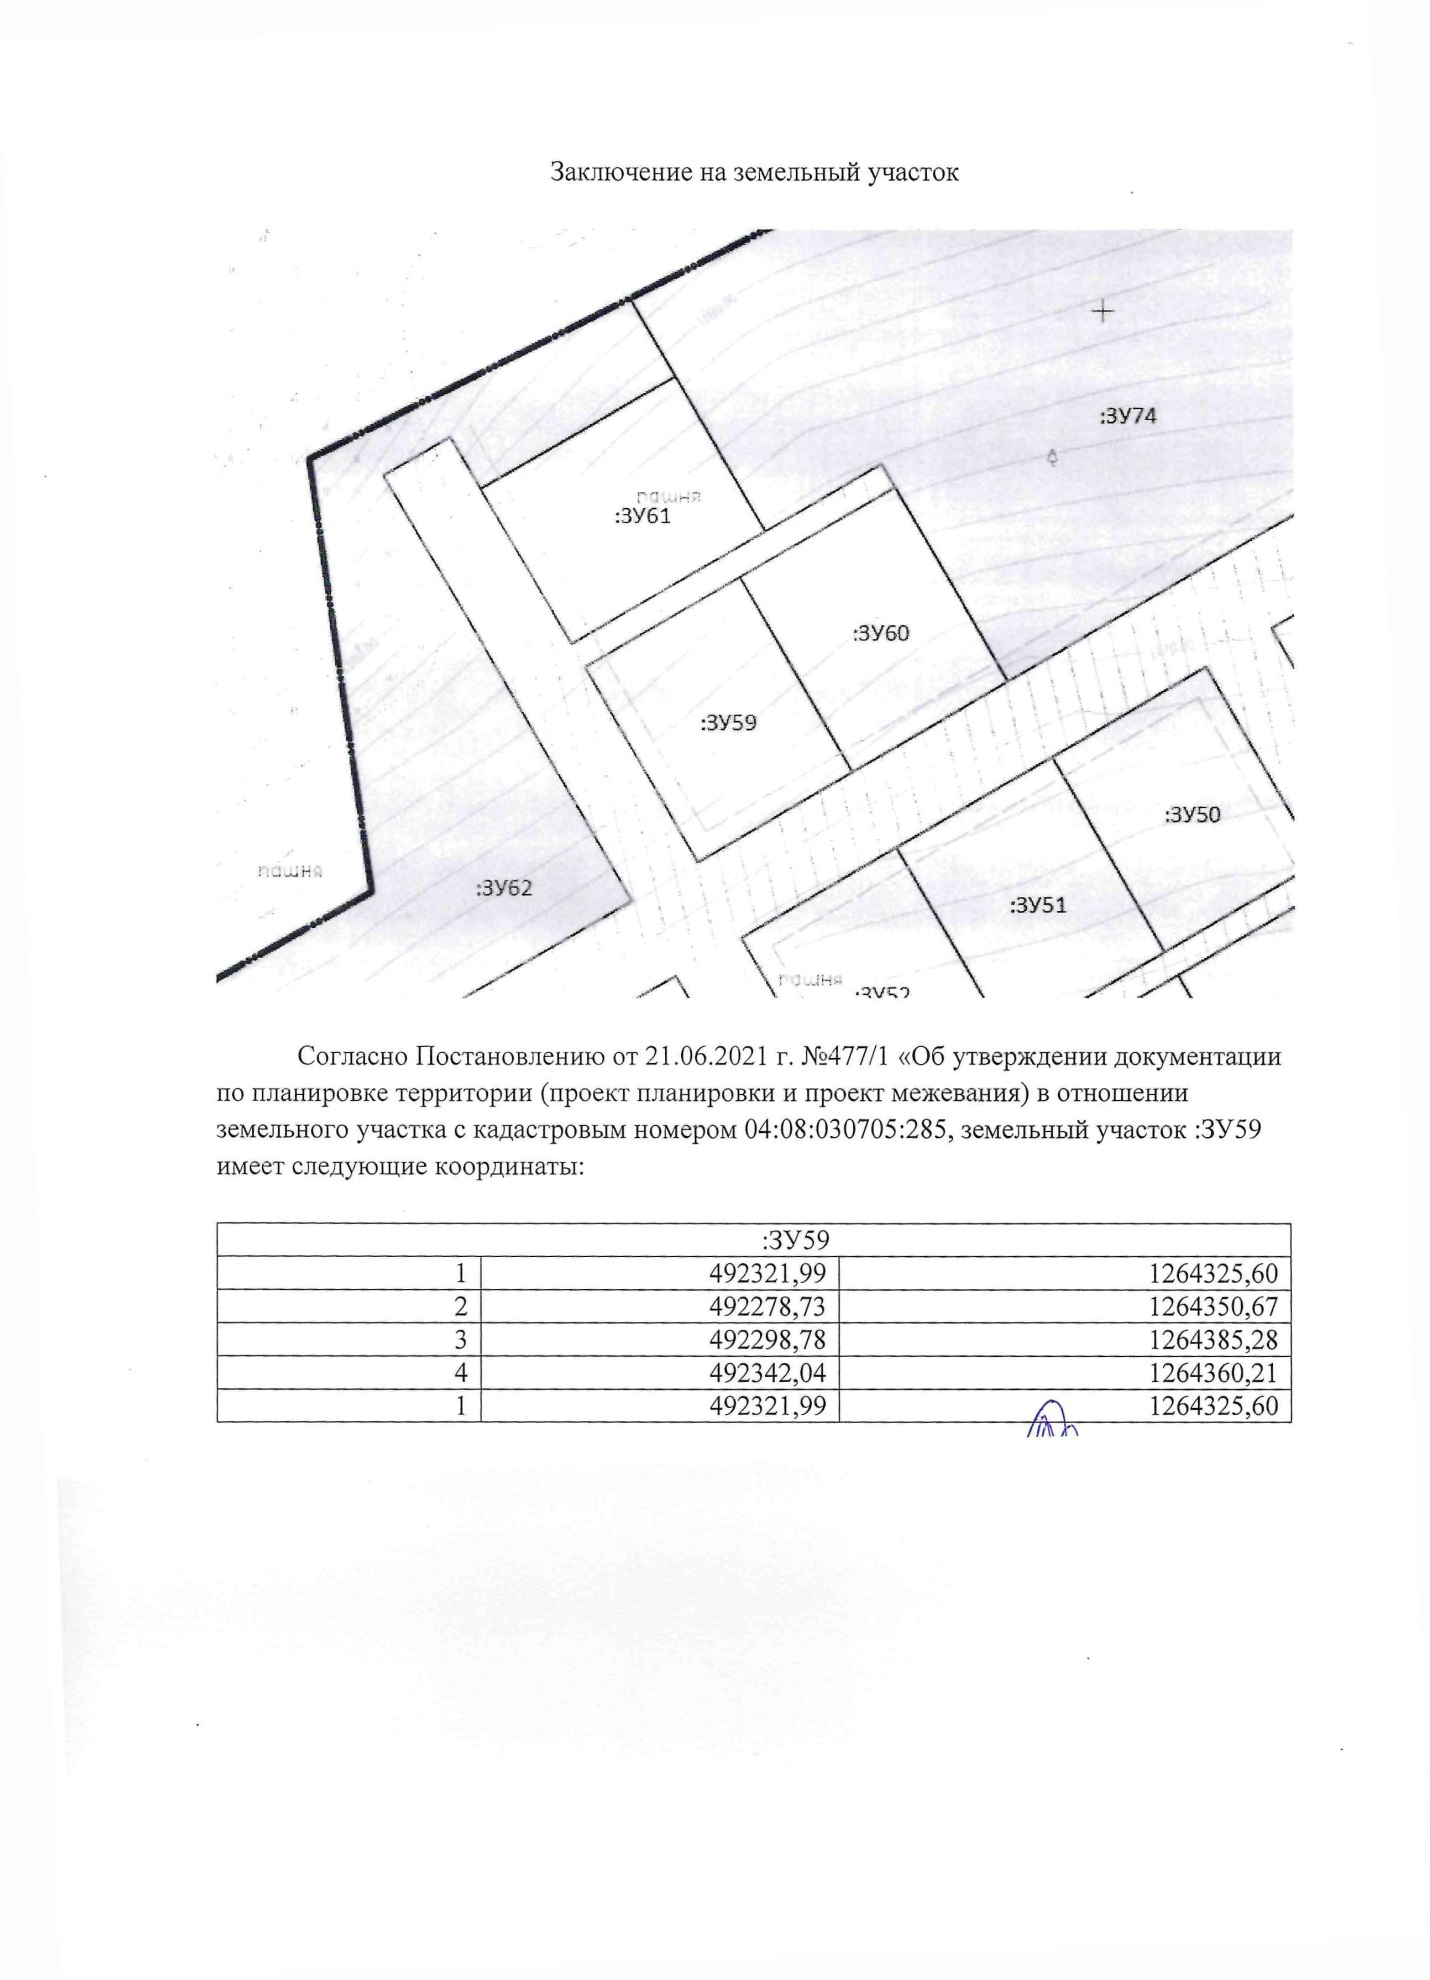 Заключение на земельный участок
:ЗУ74
пашня
:ЗУ61
:ЗУ60
:ЗУ59
:ЗУ50
пашня
:ЗУ62
:ЗУ51
пашня
:ЗУ52
Согласно Постановлению от 21.06.2021 г. №477/1 «Об утверждении документации
по планировке территории (проект планировки и проект межевания) в отношении
земельного участка с кадастровым номером 04:08:030705:285, земельный участок :ЗУ59
имеет следующие координаты:
:ЗУ59
1 492321,99 1264325,60
2 492278,73 1264350,67
3 492298,78 1264385,28
4 492342,04 1264360,21
1 492321,99 1264325,60